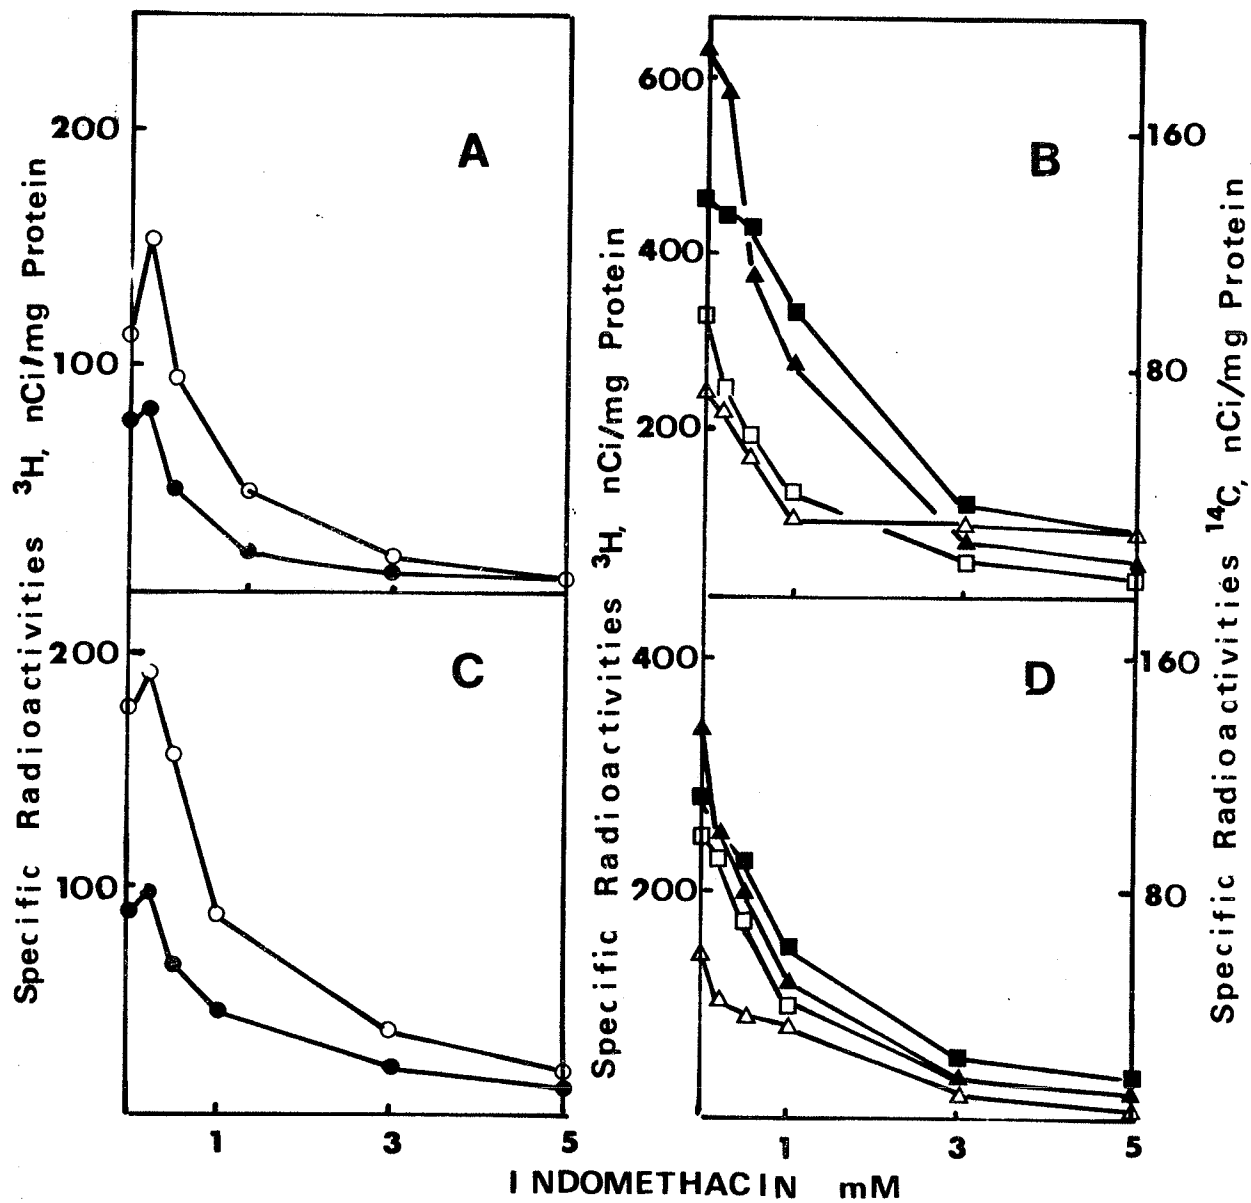 200
A
100
Specific Radioactivities ³H, nCi/mg Protein
600
160
B
400
80
200
Specific Radioactivities ³H, nCi/mg Protein
Specific Radioactivities ¹⁴C, nCi/mg Protein
200
C
100
400
160
D
200
80
1 3 5
1 3 5
INDOMETHACIN mM